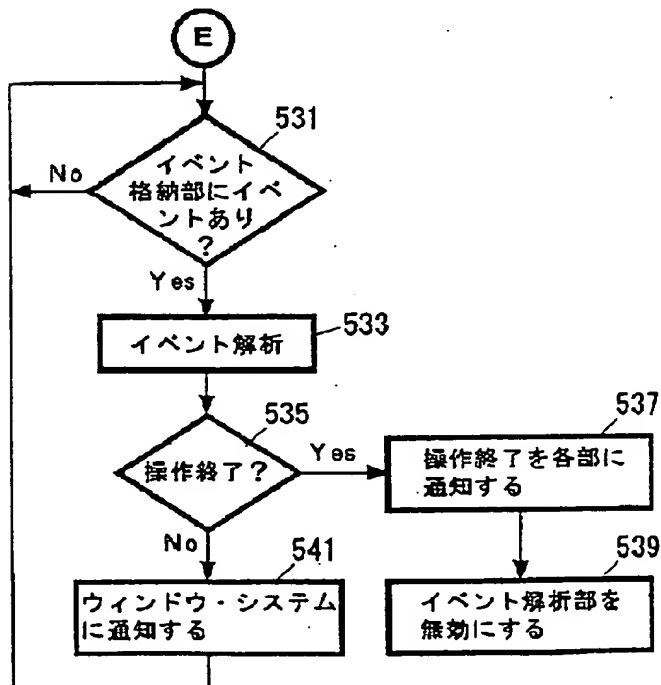 E
531
イベント
格納部にイベ
ントあり
?
No
Yes
イベント解析
533
535
操作終了?
Yes
537
操作終了を各部に
通知する
No
541
ウィンドウ・システム
に通知する
539
イベント解析部を
無効にする